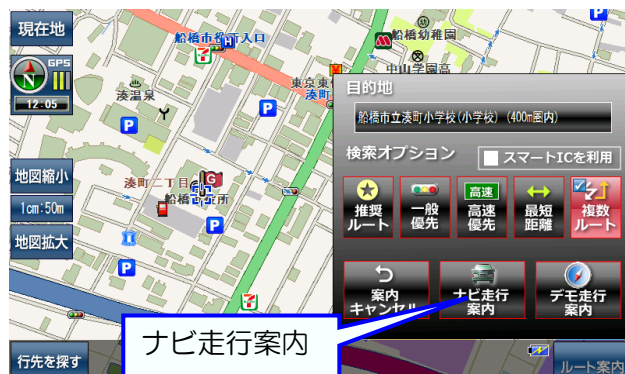 現在地
GPS
12:05
地図縮小
1cm:50m
地図拡大
行先を探す
船橋市役所入口
H
船橋幼稚園
中山学園高
湊温泉
東京東
湊町
湊町二丁目
G
船橋市役所
P
P
P
P
P
P
目的地
船橋市立湊町小学校(小学校) (400m圏内)
検索オプション
スマートICを利用
推奨
ルート
一般
優先
高速
高速
優先
最短
距離
複数
ルート
案内
キャンセル
ナビ走行
案内
デモ走行
案内
ナビ走行案内
ルート案内